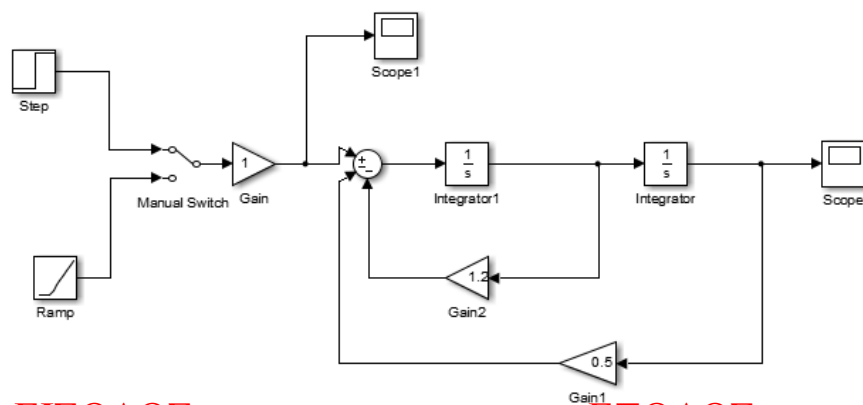 Scope1
Step
1
Gain
Manual Switch
+
−
−
1
s
Integrator1
1
s
Integrator
Scope
1.2
Gain2
Ramp
0.5
Gain1